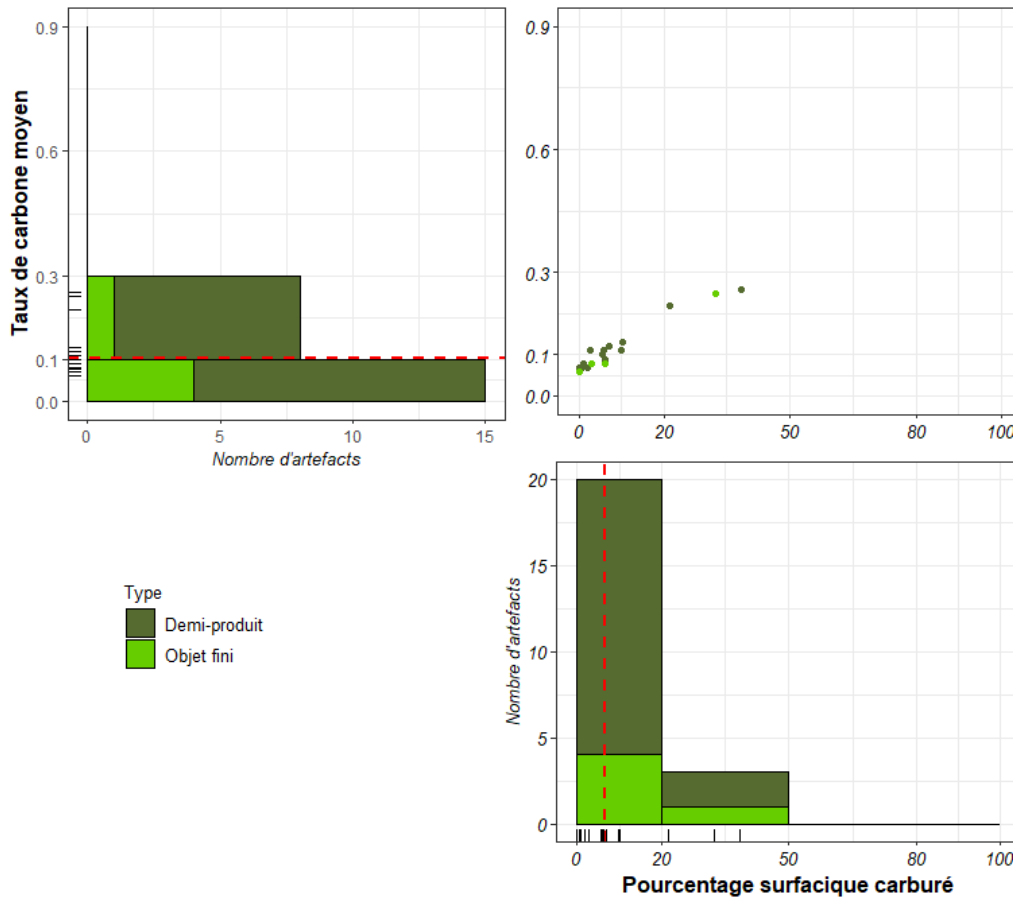 Taux de carbone moyen
0.9
0.6
0.3
0.1
0.0
0 5 10 15
Nombre d'artefacts
0.9
0.6
0.3
0.1
0.0
0 20 50 80 100
Type
Demi-produit
Objet fini
Nombre d'artefacts
20
15
10
5
0
0 20 50 80 100
Pourcentage surfacique carburé